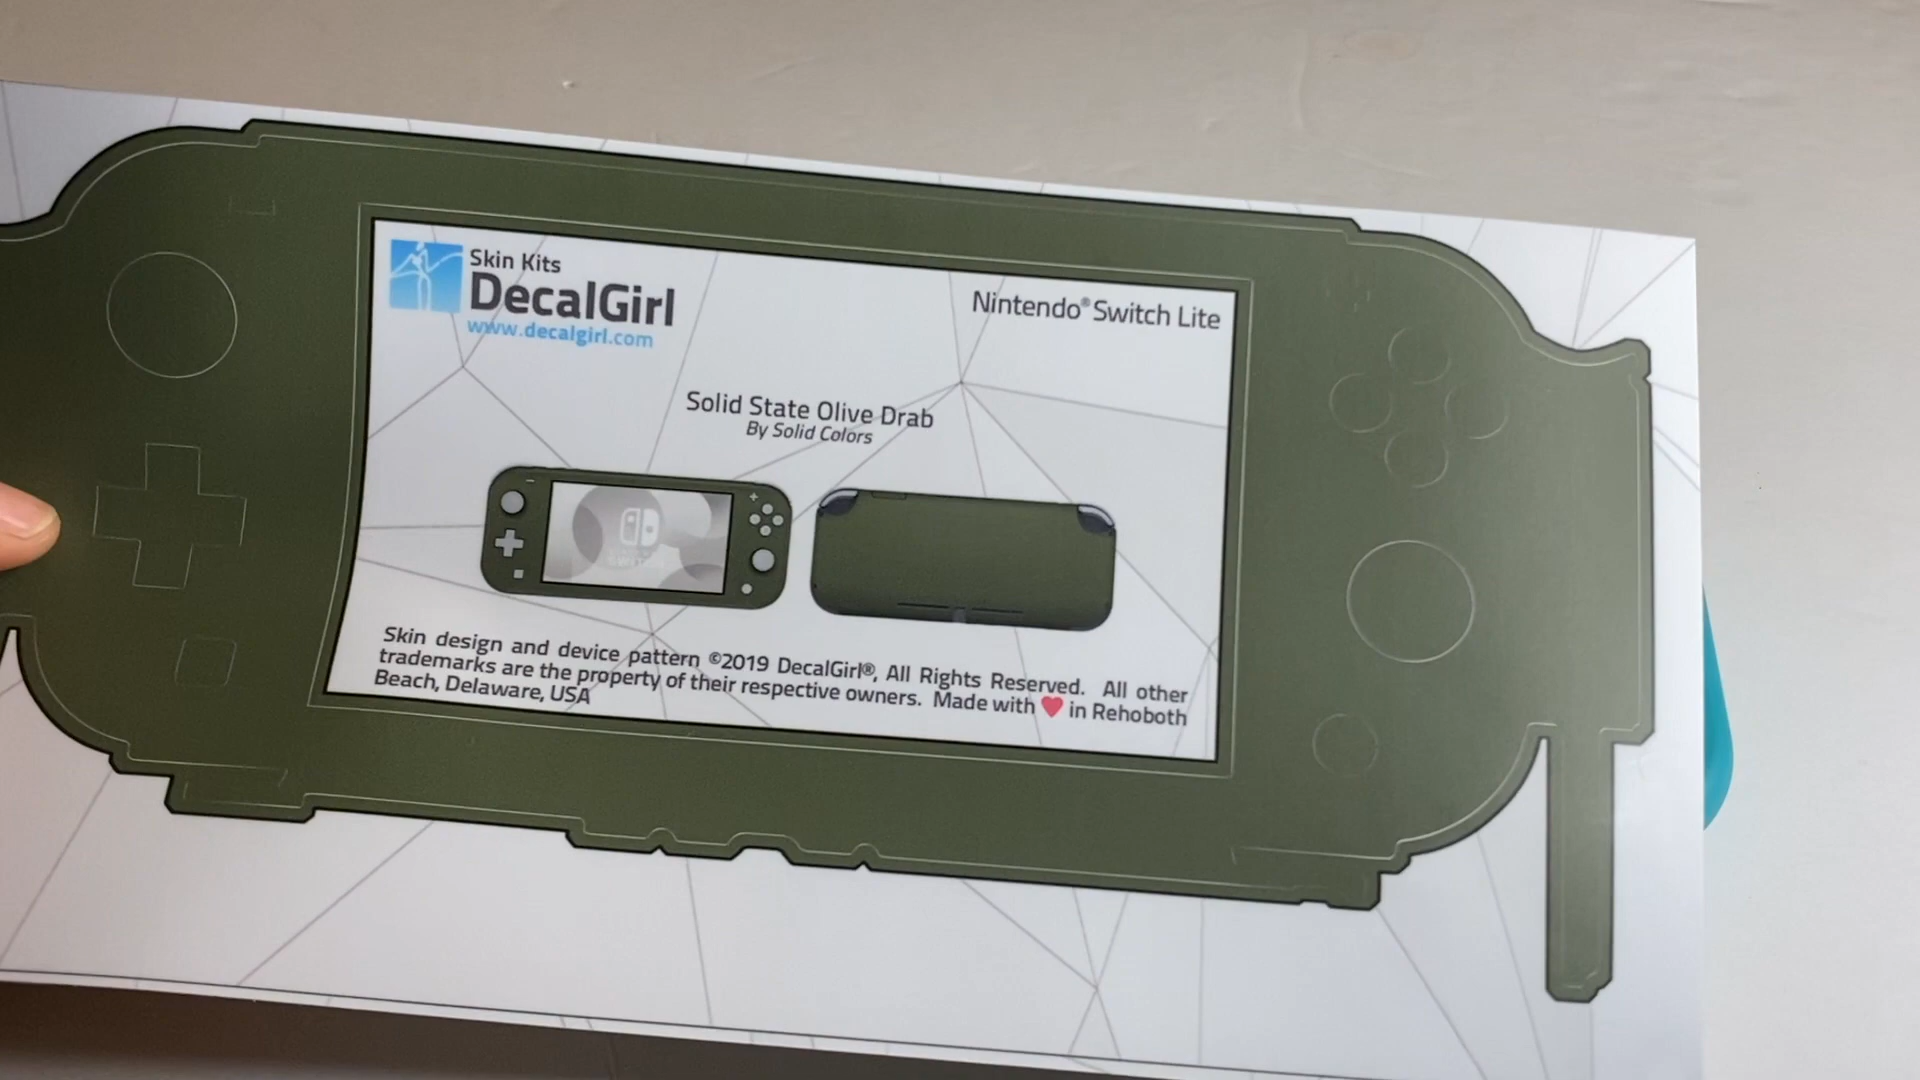 Skin Kits
DecalGirl
www.decalgirl.com
Nintendo® Switch Lite
Solid State Olive Drab
By Solid Colors
Skin design and device pattern ©2019 DecalGirl®, All Rights Reserved. All other
trademarks are the property of their respective owners. Made with ❤ in Rehoboth
Beach, Delaware, USA